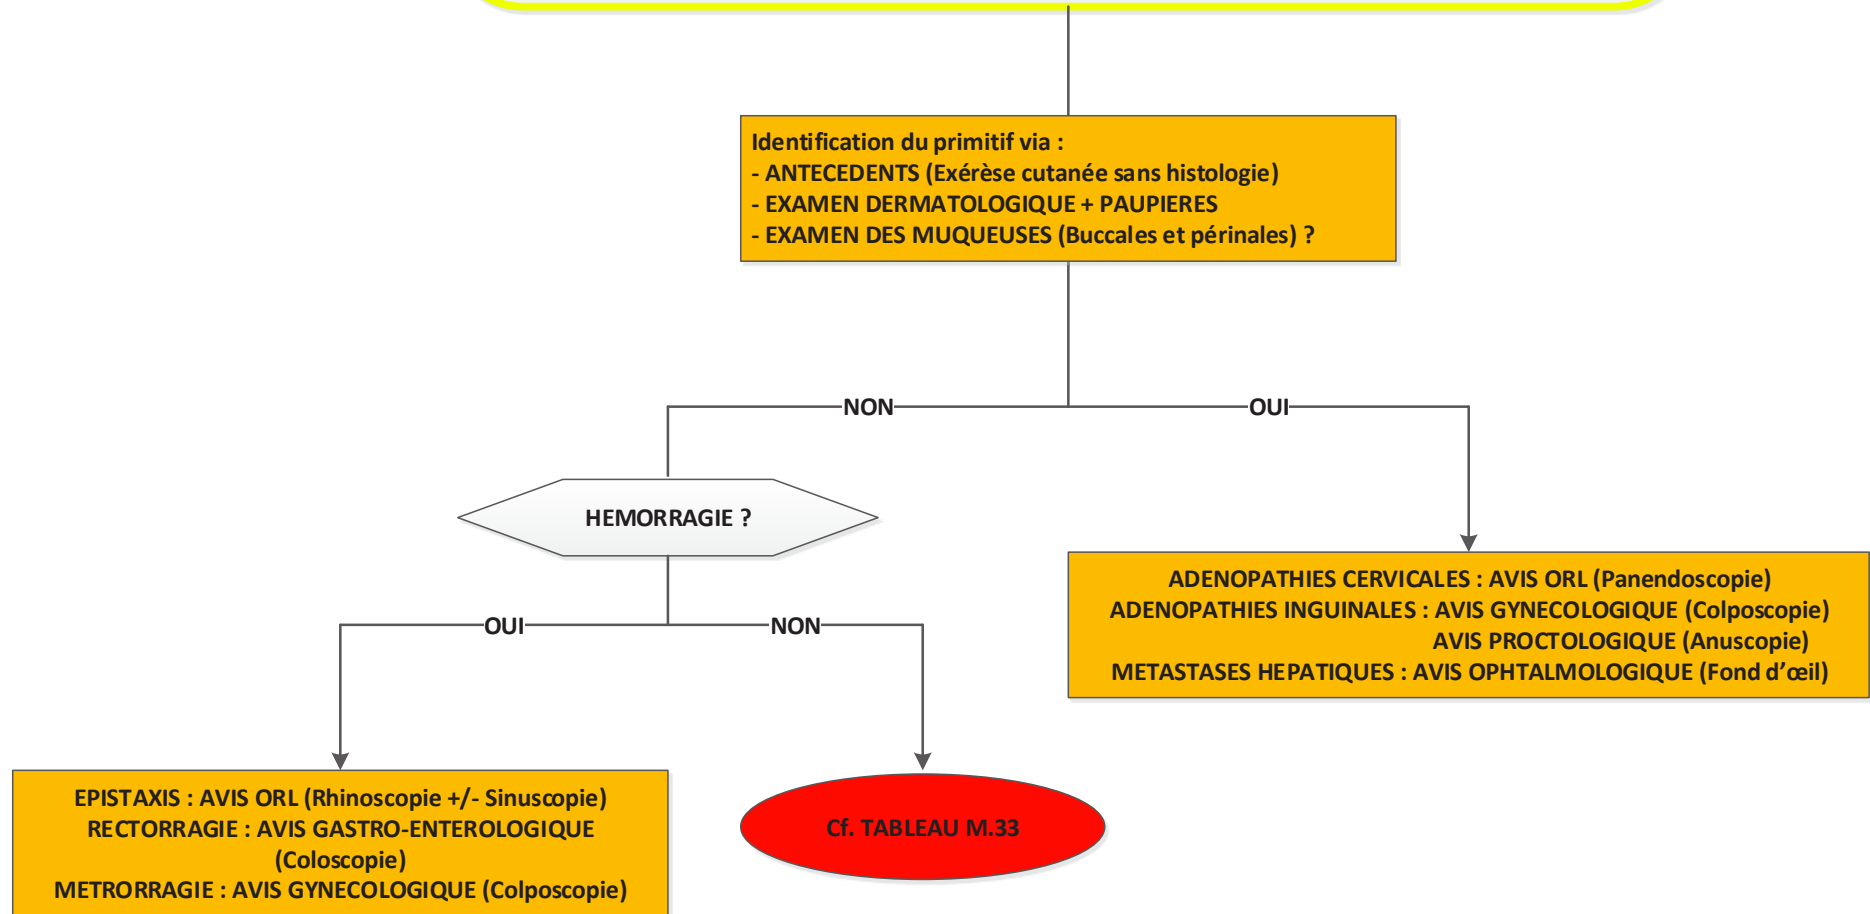 Identification du primitif via :
- ANTECEDENTS (Exérèse cutanée sans histologie)
- EXAMEN DERMATOLOGIQUE + PAUPIERES
- EXAMEN DES MUQUEUSES (Buccales et périnales) ?
NON
OUI
HEMORRAGIE ?
ADENOPATHIES CERVICALES : AVIS ORL (Panendoscopie)
ADENOPATHIES INGUINALES : AVIS GYNECOLOGIQUE (Colposcopie)
AVIS PROCTOLOGIQUE (Anuscopie)
METASTASES HEPATIQUES : AVIS OPHTALMOLOGIQUE (Fond d’œil)
OUI
NON
EPISTAXIS : AVIS ORL (Rhinoscopie +/- Sinuscopie)
RECTORRAGIE : AVIS GASTRO-ENTEROLOGIQUE
(Coloscopie)
METRORRAGIE : AVIS GYNECOLOGIQUE (Colposcopie)
Cf. TABLEAU M.33